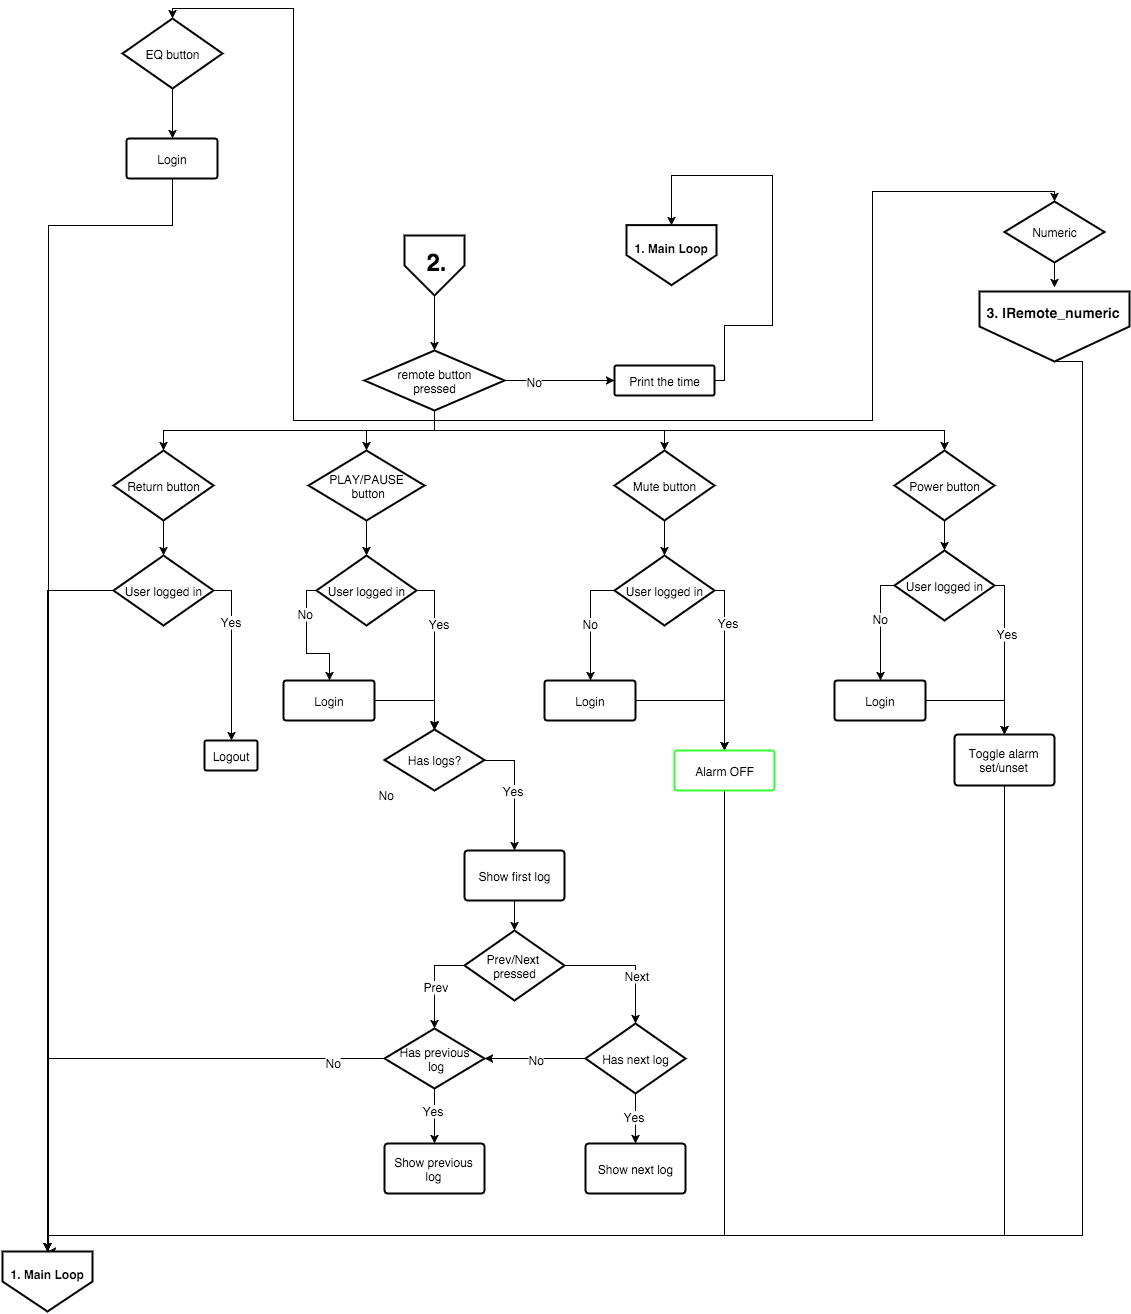 EQ button
Login
1. Main Loop
Numeric
2.
3. IRemote_numeric
remote button
pressed
No
Print the time
Return button
PLAY/PAUSE
button
Mute button
Power button
User logged in
User logged in
User logged in
User logged in
Yes
No
Yes
No
Yes
No
Yes
Login
Login
Login
Logout
Has logs?
Alarm OFF
Toggle alarm
set/unset
No
Yes
Show first log
Prev/Next
pressed
Prev
Next
Has previous
log
No
Has next log
No
Yes
Yes
Show previous
log
Show next log
1. Main Loop